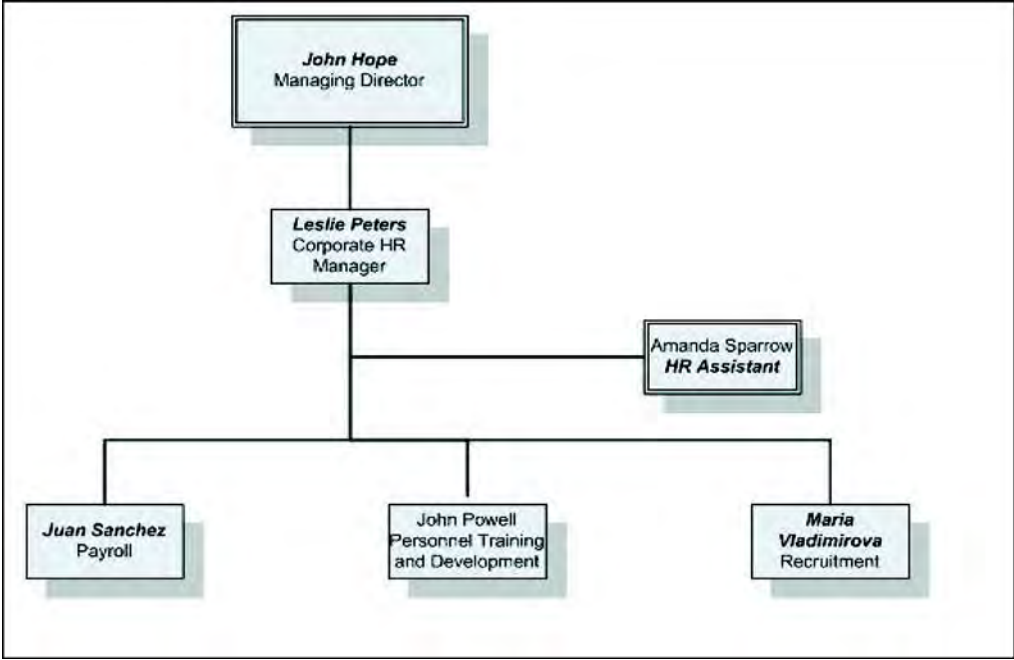 John Hope
Managing Director
Leslie Peters
Corporate HR
Manager
Amanda Sparrow
HR Assistant
Juan Sanchez
Payroll
John Powell
Personnel Training
and Development
Maria
Vladimirova
Recruitment